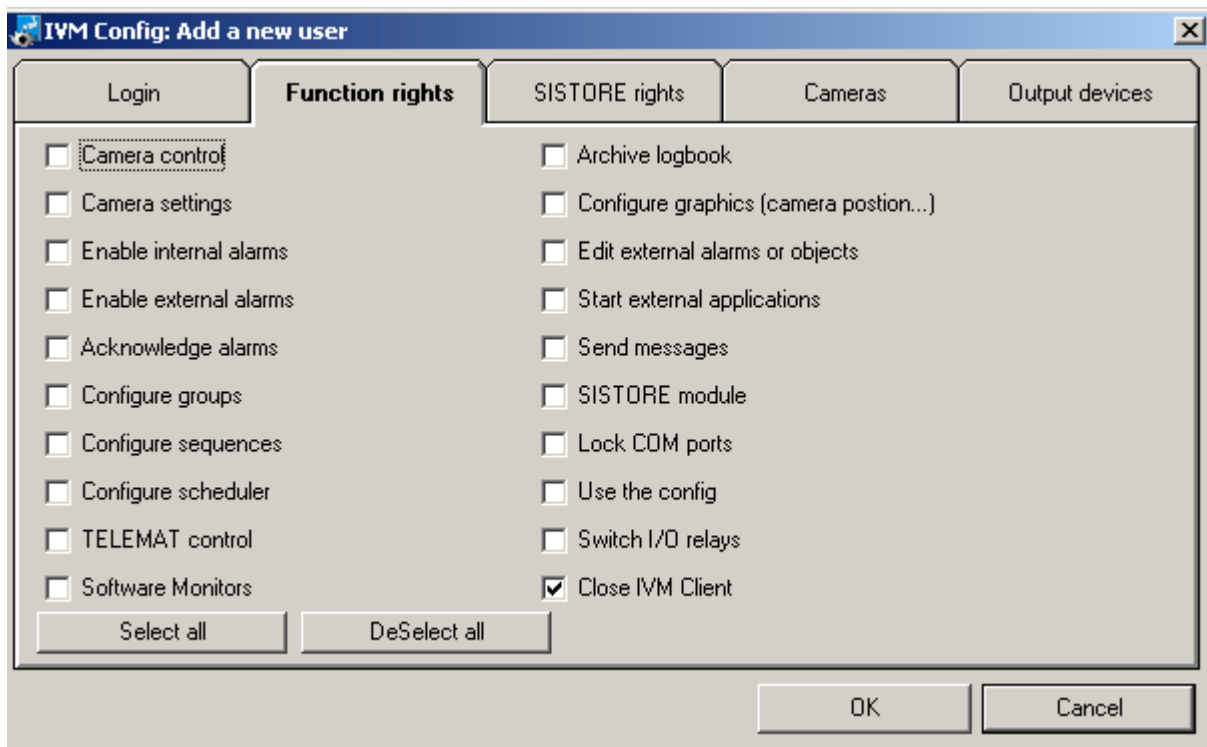 IVM Config: Add a new user
Login Function rights SISTORE rights Cameras Output devices
Camera control Archive logbook
Camera settings Configure graphics (camera postion...)
Enable internal alarms Edit external alarms or objects
Enable external alarms Start external applications
Acknowledge alarms Send messages
Configure groups SISTORE module
Configure sequences Lock COM ports
Configure scheduler Use the config
TELEMAT control Switch I/O relays
Software Monitors Close IVM Client
Select all DeSelect all
OK Cancel